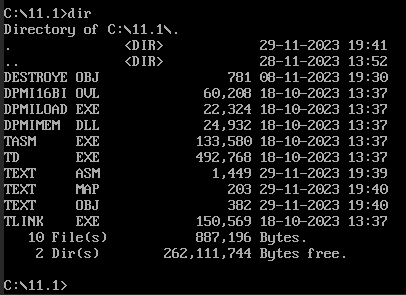 C:\11.1>dir
Directory of C:\11.1\.
. <DIR> 29-11-2023 19:41
.. <DIR> 28-11-2023 13:52
DESTROYE OBJ 781 08-11-2023 19:30
DPMI16BI OVL 60,208 18-10-2023 13:37
DPMILOAD EXE 22,324 18-10-2023 13:37
DPMIMEM DLL 24,932 18-10-2023 13:37
TASM EXE 133,580 18-10-2023 13:37
TD EXE 492,768 18-10-2023 13:37
TEXT ASM 1,449 29-11-2023 19:39
TEXT MAP 203 29-11-2023 19:40
TEXT OBJ 382 29-11-2023 19:40
TLINK EXE 150,569 18-10-2023 13:37
10 File(s) 887,196 Bytes.
2 Dir(s) 262,111,744 Bytes free.
C:\11.1>